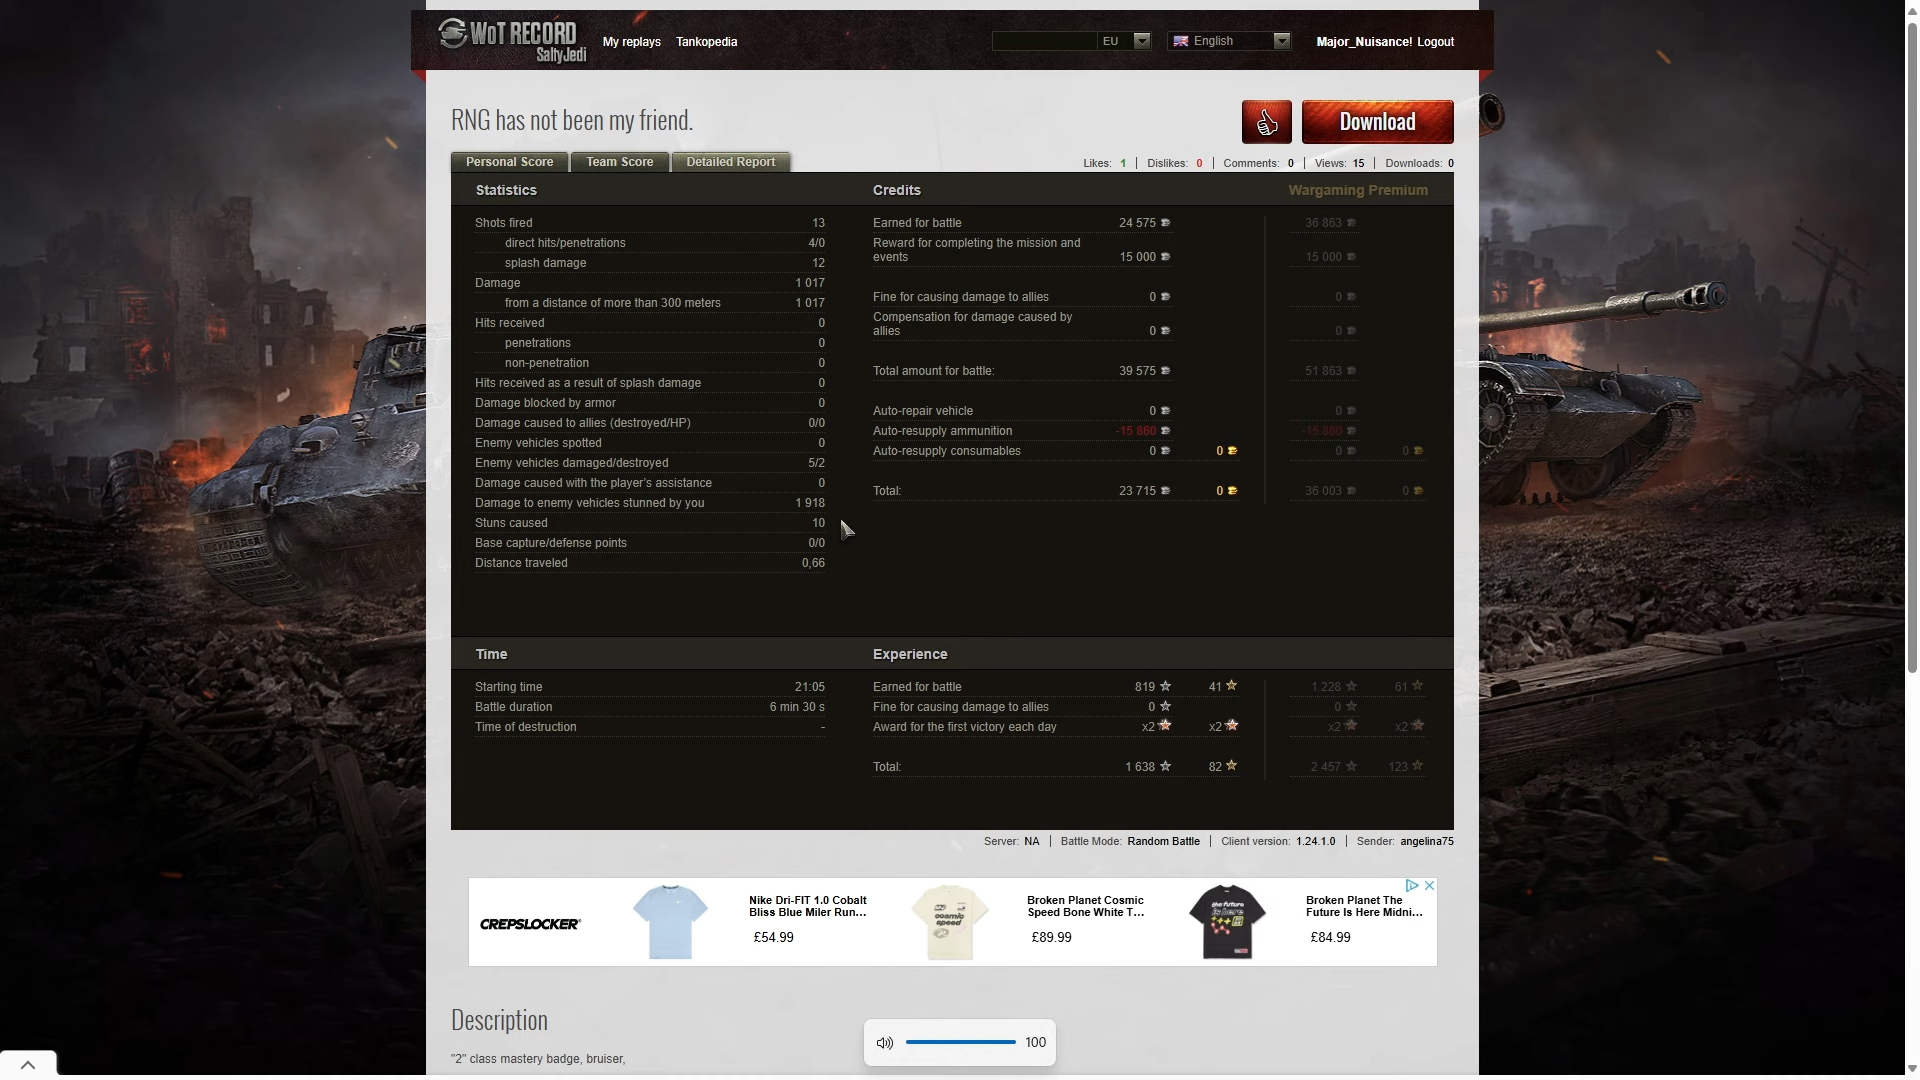 WoT RECORD
SaltyJedi
My replays Tankopedia
EU
English
Major_Nuisance! Logout
RNG has not been my friend.
Download
Personal Score Team Score Detailed Report
Likes: 1 | Dislikes: 0 | Comments: 0 | Views: 15 | Downloads: 0
Statistics Credits Wargaming Premium
Shots fired 13
direct hits/penetrations 4/0
splash damage 12
Damage 1 017
from a distance of more than 300 meters 1 017
Hits received 0
penetrations 0
non-penetration 0
Hits received as a result of splash damage 0
Damage blocked by armor 0
Damage caused to allies (destroyed/HP) 0/0
Enemy vehicles spotted 0
Enemy vehicles damaged/destroyed 5/2
Damage caused with the player's assistance 0
Damage to enemy vehicles stunned by you 1 918
Stuns caused 10
Base capture/defense points 0/0
Distance traveled 0,66
Earned for battle 24 575 36 863
Reward for completing the mission and
events 15 000 15 000
Fine for causing damage to allies 0 0
Compensation for damage caused by
allies 0 0
Total amount for battle: 39 575 51 863
Auto-repair vehicle 0 0
Auto-resupply ammunition -15 860 -15 860
Auto-resupply consumables 0 0 0 0
Total: 23 715 0 36 003 0
Time Experience
Starting time 21:05
Battle duration 6 min 30 s
Time of destruction -
Earned for battle 819 41 1 228 61
Fine for causing damage to allies 0 0
Award for the first victory each day x2 x2 x2 x2
Total: 1 638 82 2 457 123
Server: NA | Battle Mode: Random Battle | Client version: 1.24.1.0 | Sender: angelina75
CREPSLOCKER
Nike Dri-FIT 1.0 Cobalt
Bliss Blue Miler Run...
£54.99
cosmic
speed
Broken Planet Cosmic
Speed Bone White T...
£89.99
the future
is here
Broken Planet The
Future Is Here Midni...
£84.99
Description
"2" class mastery badge, bruiser,
100